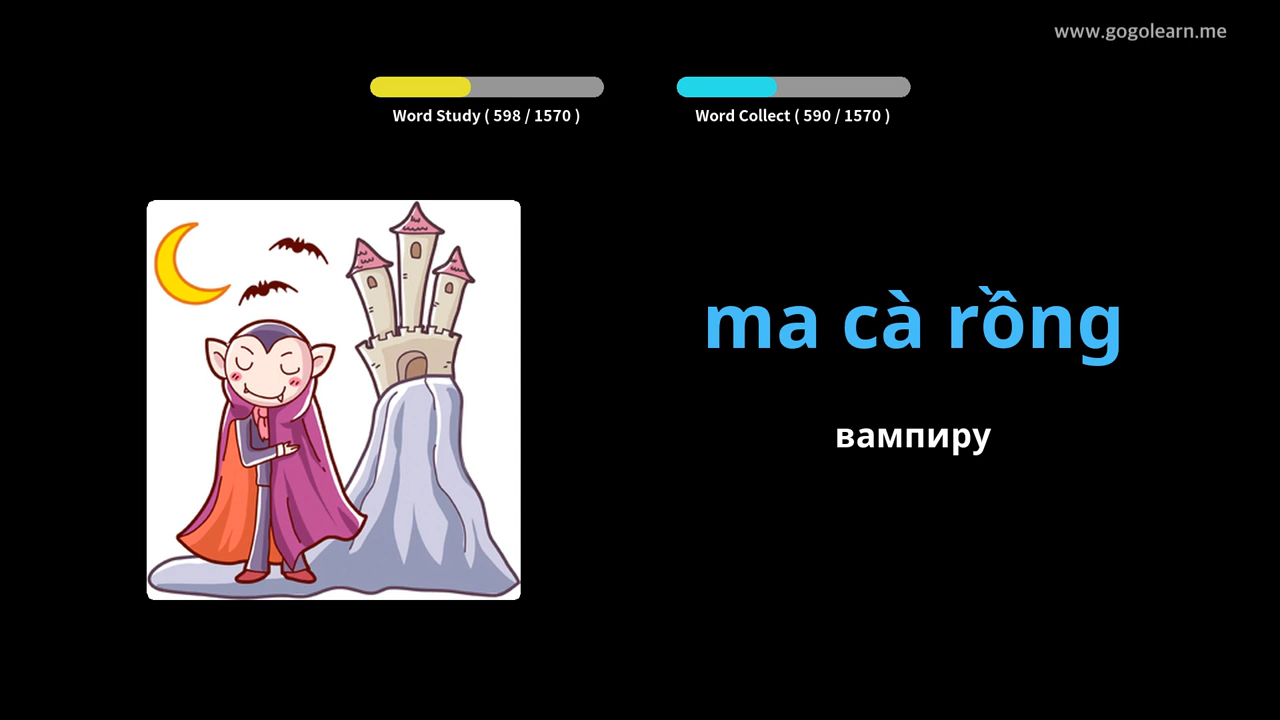 www.gogolearn.me
Word Study ( 598 / 1570 )
Word Collect ( 590 / 1570 )
ma cà rồng
вампиру